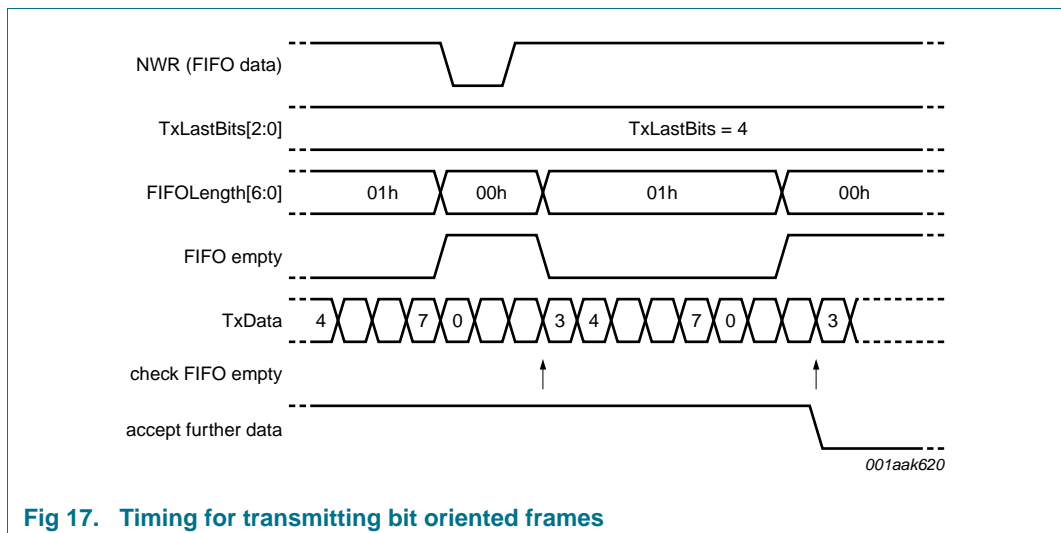 NWR (FIFO data)
TxLastBits[2:0] TxLastBits = 4
FIFOLength[6:0] 01h 00h 01h 00h
FIFO empty
TxData 4 7 0 3 4 7 0 3
check FIFO empty
accept further data
001aak620
Fig 17. Timing for transmitting bit oriented frames